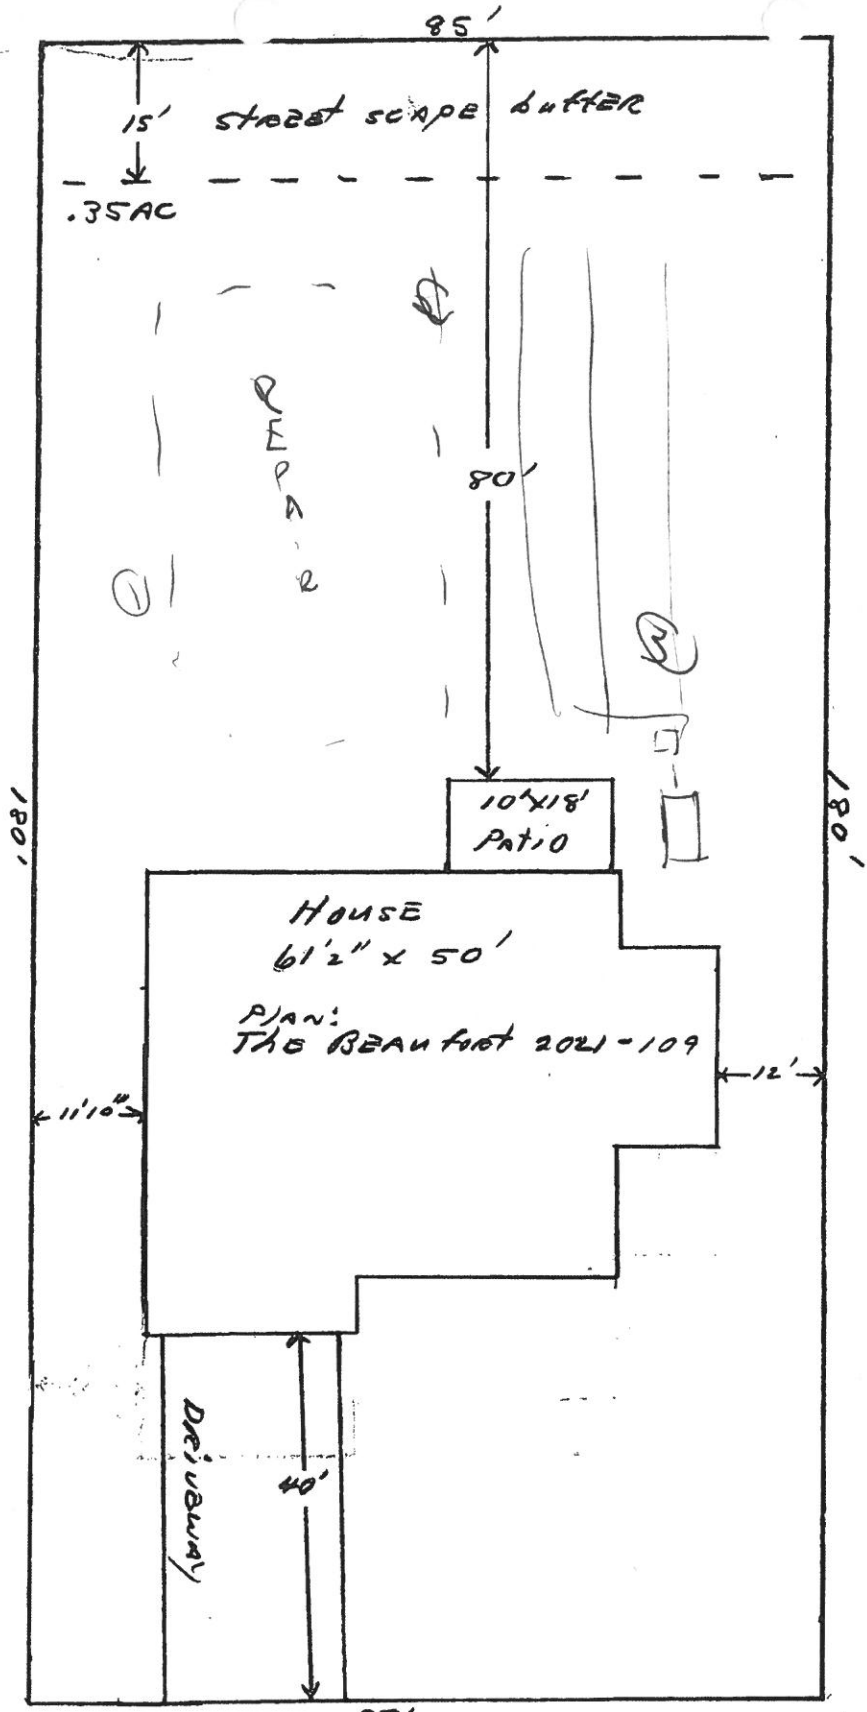 85'
15' street scape buffer
.35AC
REPAIR
80'
1
3
180'
180'
10'x18'
Patio
House
61'2" x 50'
Plan:
The Beaufort 2021-109
12'
11'10"
Driveway
40'